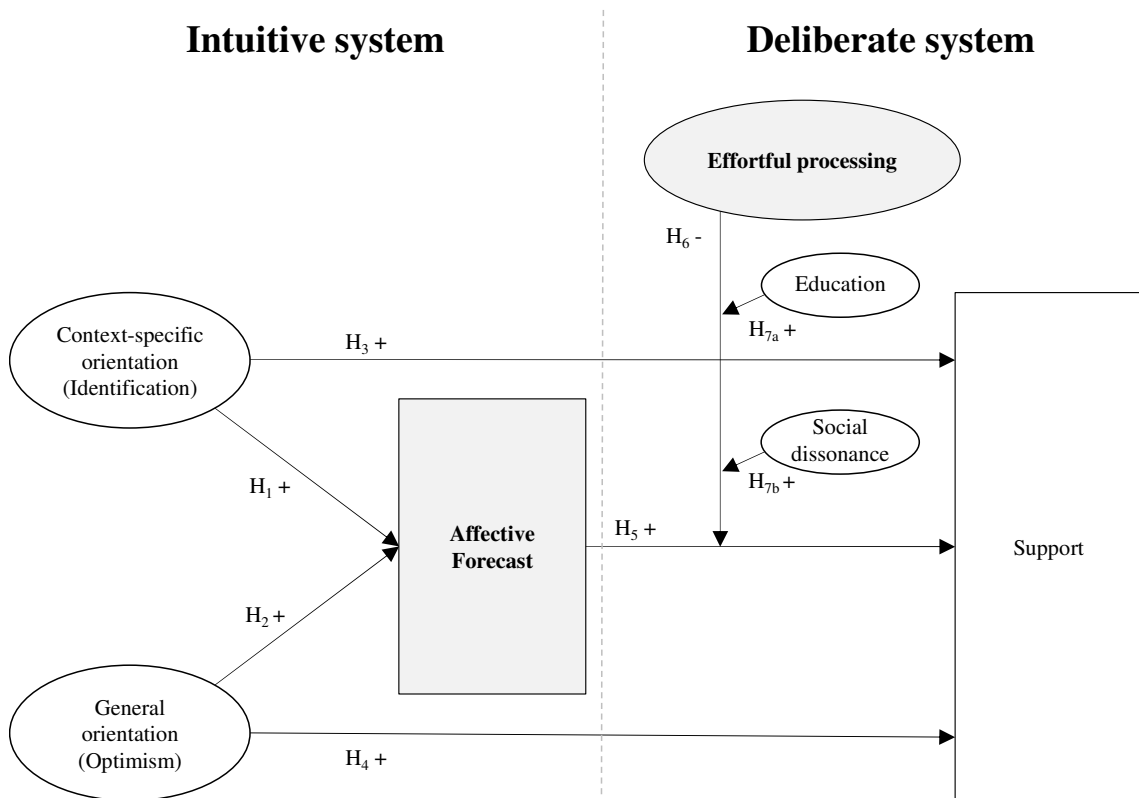 Intuitive system
Deliberate system
Effortful processing
H₆ -
Education
H₇ₐ +
Context-specific
orientation
(Identification)
H₃ +
Social
dissonance
H₇b +
H₁ +
Affective
Forecast
H₅ +
Support
H₂ +
General
orientation
(Optimism)
H₄ +